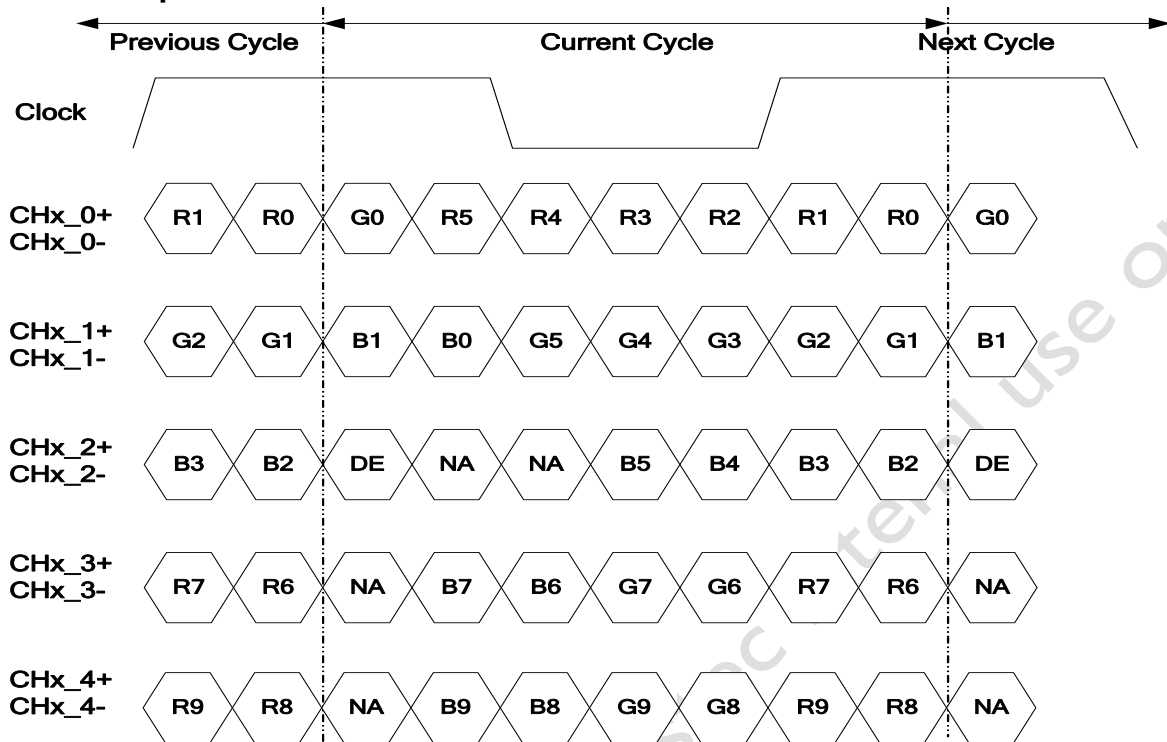 Previous Cycle Current Cycle Next Cycle
Clock
CHx_0+
CHx_0-
R1 R0 G0 R5 R4 R3 R2 R1 R0 G0
CHx_1+
CHx_1-
G2 G1 B1 B0 G5 G4 G3 G2 G1 B1
CHx_2+
CHx_2-
B3 B2 DE NA NA B5 B4 B3 B2 DE
CHx_3+
CHx_3-
R7 R6 NA B7 B6 G7 G6 R7 R6 NA
CHx_4+
CHx_4-
R9 R8 NA B9 B8 G9 G8 R9 R8 NA
use